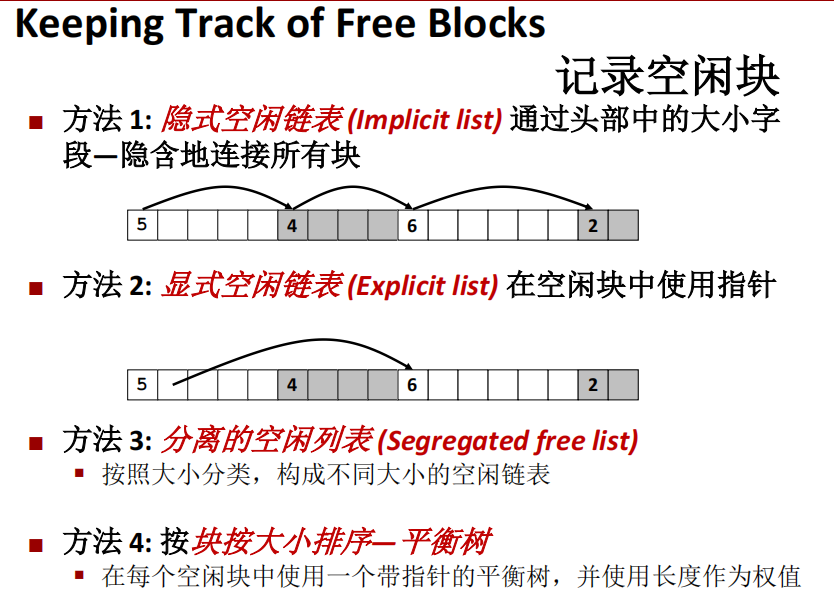 Keeping Track of Free Blocks
记录空闲块
■ 方法 1: 隐式空闲链表 (Implicit list) 通过头部中的大小字
段—隐含地连接所有块
5 4 6 2
■ 方法 2: 显式空闲链表 (Explicit list) 在空闲块中使用指针
5 4 6 2
■ 方法 3: 分离的空闲列表 (Segregated free list)
▪ 按照大小分类，构成不同大小的空闲链表
■ 方法 4: 按块按大小排序— 平衡树
▪ 在每个空闲块中使用一个带指针的平衡树，并使用长度作为权值